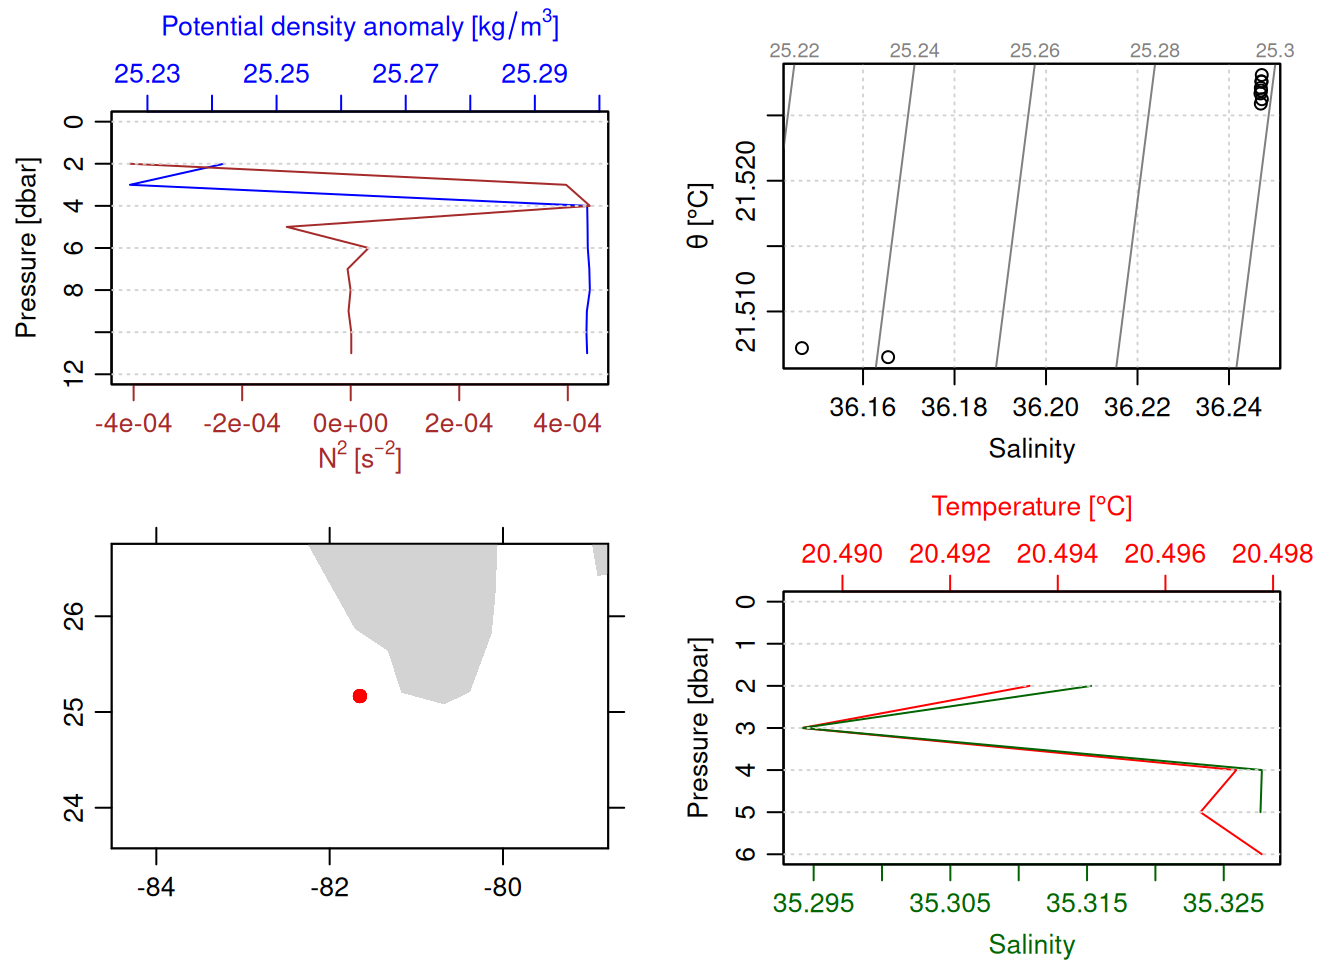 Potential density anomaly [kg/m³]
25.23 25.25 25.27 25.29
Pressure [dbar]
0
2
4
6
8
12
-4e-04 -2e-04 0e+00 2e-04 4e-04
N² [s⁻²]
25.22 25.24 25.26 25.28 25.3
θ [°C]
21.520
21.510
36.16 36.18 36.20 36.22 36.24
Salinity
26
25
24
-84 -82 -80
Temperature [°C]
20.490 20.492 20.494 20.496 20.498
Pressure [dbar]
0
1
2
3
4
5
6
35.295 35.305 35.315 35.325
Salinity